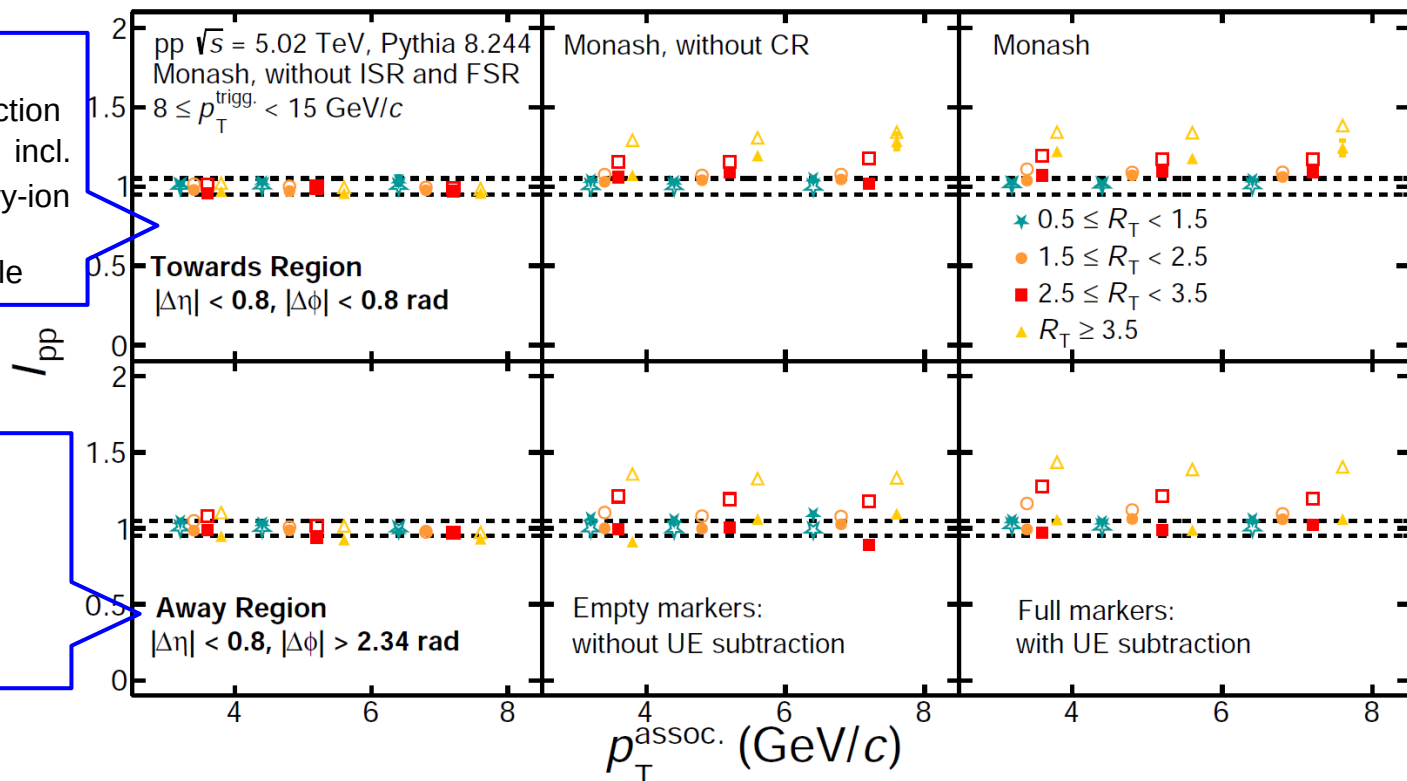 ction
incl.
ry-ion
le
I_pp
2
1.5
1
0.5
0
pp √s = 5.02 TeV, Pythia 8.244
Monash, without ISR and FSR
8 ≤ p_T^trigg. < 15 GeV/c
Towards Region
|Δη| < 0.8, |Δϕ| < 0.8 rad
Monash, without CR
Monash
0.5 ≤ R_T < 1.5
1.5 ≤ R_T < 2.5
2.5 ≤ R_T < 3.5
R_T ≥ 3.5
2
1.5
1
0.5
0
Away Region
|Δη| < 0.8, |Δϕ| > 2.34 rad
Empty markers:
without UE subtraction
Full markers:
with UE subtraction
4 6 8 4 6 8 4 6 8
p_T^assoc. (GeV/c)